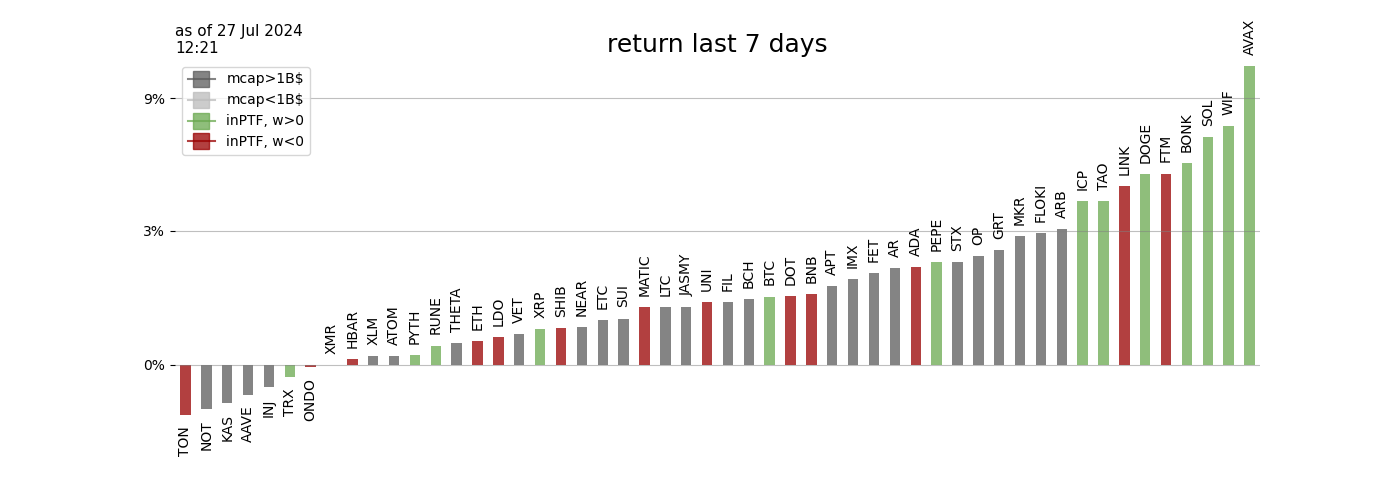 as of 27 Jul 2024
12:21
return last 7 days
mcap>1B$
mcap<1B$
inPTF, w>0
inPTF, w<0
9%
3%
0%
TON
NOT
KAS
AAVE
INJ
TRX
ONDO
XMR
HBAR
XLM
ATOM
PYTH
RUNE
THETA
ETH
LDO
VET
XRP
SHIB
NEAR
ETC
SUI
MATIC
LTC
JASMY
UNI
FIL
BCH
BTC
DOT
BNB
APT
IMX
FET
AR
ADA
PEPE
STX
OP
GRT
MKR
FLOKI
ARB
ICP
TAO
LINK
DOGE
FTM
BONK
SOL
WIF
AVAX